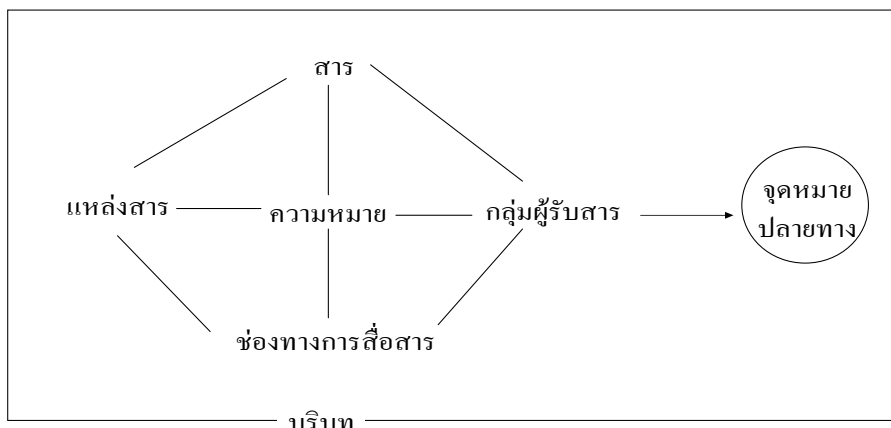 สาร
แหล่งสาร
ความหมาย
กลุ่มผู้รับสาร
จุดหมาย
ปลายทาง
ช่องทางการสื่อสาร
บริบท